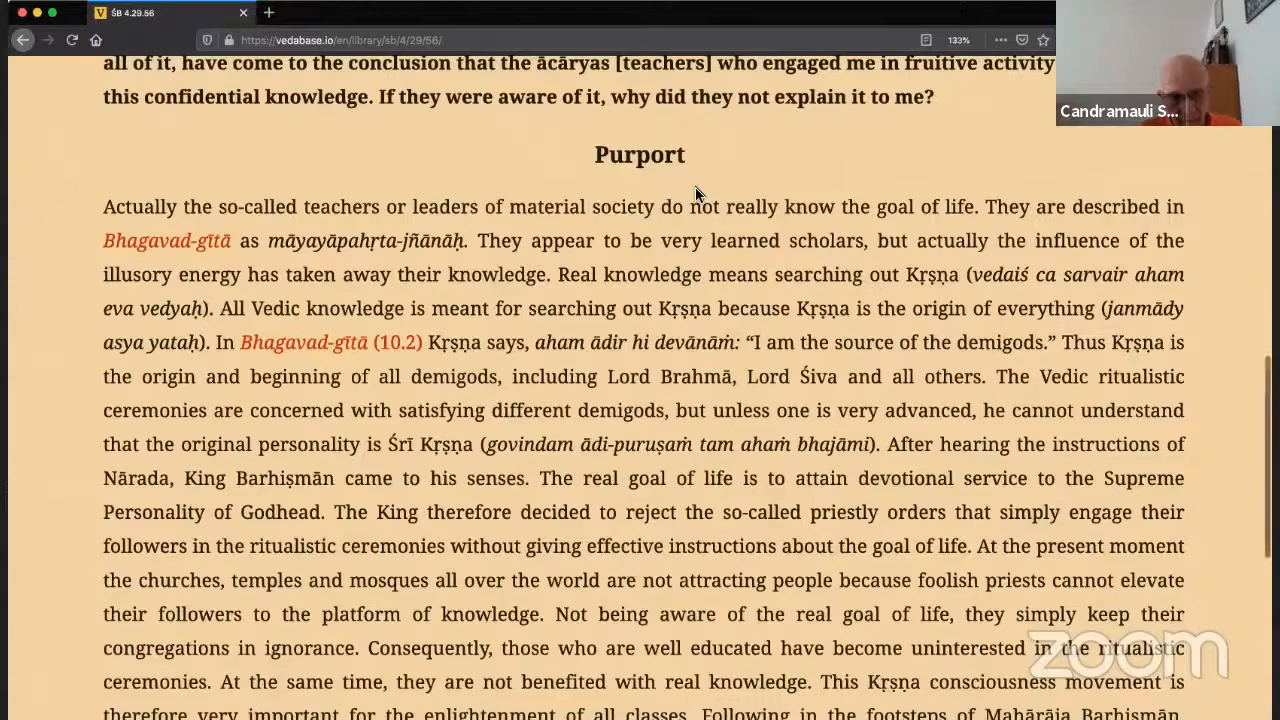 ŚB 4.29.56
https://vedabase.io/en/library/sb/4/29/56/
133%
all of it, have come to the conclusion that the ācāryas [teachers] who engaged me in fruitive activity
this confidential knowledge. If they were aware of it, why did they not explain it to me?
Candramauli S...
Purport
Actually the so-called teachers or leaders of material society do not really know the goal of life. They are described in
Bhagavad-gītā as māyayāpahṛta-jñānāḥ. They appear to be very learned scholars, but actually the influence of the
illusory energy has taken away their knowledge. Real knowledge means searching out Kṛṣṇa (vedaiś ca sarvair aham
eva vedyaḥ). All Vedic knowledge is meant for searching out Kṛṣṇa because Kṛṣṇa is the origin of everything (janmādy
asya yataḥ). In Bhagavad-gītā (10.2) Kṛṣṇa says, aham ādir hi devānāṁ: “I am the source of the demigods.” Thus Kṛṣṇa is
the origin and beginning of all demigods, including Lord Brahmā, Lord Śiva and all others. The Vedic ritualistic
ceremonies are concerned with satisfying different demigods, but unless one is very advanced, he cannot understand
that the original personality is Śrī Kṛṣṇa (govindam ādi-puruṣaṁ tam ahaṁ bhajāmi). After hearing the instructions of
Nārada, King Barhiṣmān came to his senses. The real goal of life is to attain devotional service to the Supreme
Personality of Godhead. The King therefore decided to reject the so-called priestly orders that simply engage their
followers in the ritualistic ceremonies without giving effective instructions about the goal of life. At the present moment
the churches, temples and mosques all over the world are not attracting people because foolish priests cannot elevate
their followers to the platform of knowledge. Not being aware of the real goal of life, they simply keep their
congregations in ignorance. Consequently, those who are well educated have become uninterested in the ritualistic
ceremonies. At the same time, they are not benefited with real knowledge. This Kṛṣṇa consciousness movement is
therefore very important for the enlightenment of all classes. Following in the footsteps of Mahārāja Barhiṣmān,
zoom